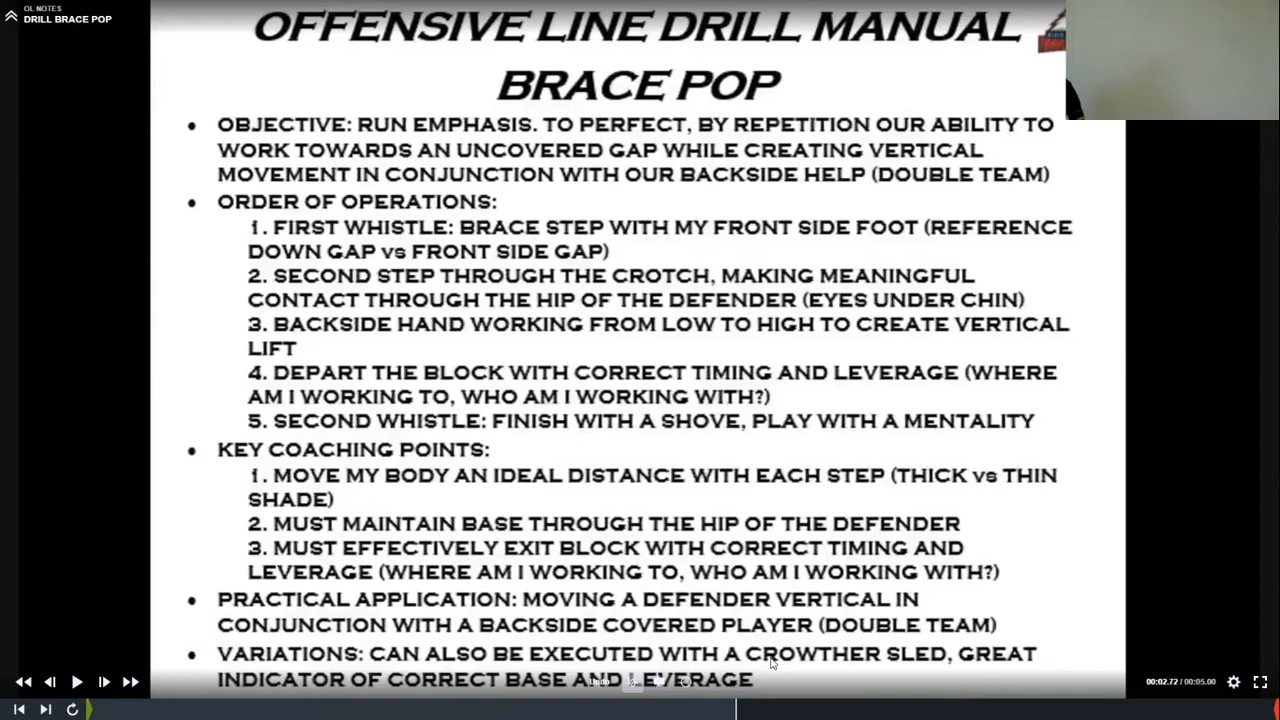 OL NOTES
DRILL BRACE POP
OFFENSIVE LINE DRILL MANUAL
BRACE POP
• OBJECTIVE: RUN EMPHASIS. TO PERFECT, BY REPETITION OUR ABILITY TO
WORK TOWARDS AN UNCOVERED GAP WHILE CREATING VERTICAL
MOVEMENT IN CONJUNCTION WITH OUR BACKSIDE HELP (DOUBLE TEAM)
• ORDER OF OPERATIONS:
1. FIRST WHISTLE: BRACE STEP WITH MY FRONT SIDE FOOT (REFERENCE
DOWN GAP vs FRONT SIDE GAP)
2. SECOND STEP THROUGH THE CROTCH, MAKING MEANINGFUL
CONTACT THROUGH THE HIP OF THE DEFENDER (EYES UNDER CHIN)
3. BACKSIDE HAND WORKING FROM LOW TO HIGH TO CREATE VERTICAL
LIFT
4. DEPART THE BLOCK WITH CORRECT TIMING AND LEVERAGE (WHERE
AM I WORKING TO, WHO AM I WORKING WITH?)
5. SECOND WHISTLE: FINISH WITH A SHOVE, PLAY WITH A MENTALITY
• KEY COACHING POINTS:
1. MOVE MY BODY AN IDEAL DISTANCE WITH EACH STEP (THICK vs THIN
SHADE)
2. MUST MAINTAIN BASE THROUGH THE HIP OF THE DEFENDER
3. MUST EFFECTIVELY EXIT BLOCK WITH CORRECT TIMING AND
LEVERAGE (WHERE AM I WORKING TO, WHO AM I WORKING WITH?)
• PRACTICAL APPLICATION: MOVING A DEFENDER VERTICAL IN
CONJUNCTION WITH A BACKSIDE COVERED PLAYER (DOUBLE TEAM)
• VARIATIONS: CAN ALSO BE EXECUTED WITH A CROWTHER SLED, GREAT
INDICATOR OF CORRECT BASE AND LEVERAGE
Undo
00:02.72 / 00:05.00